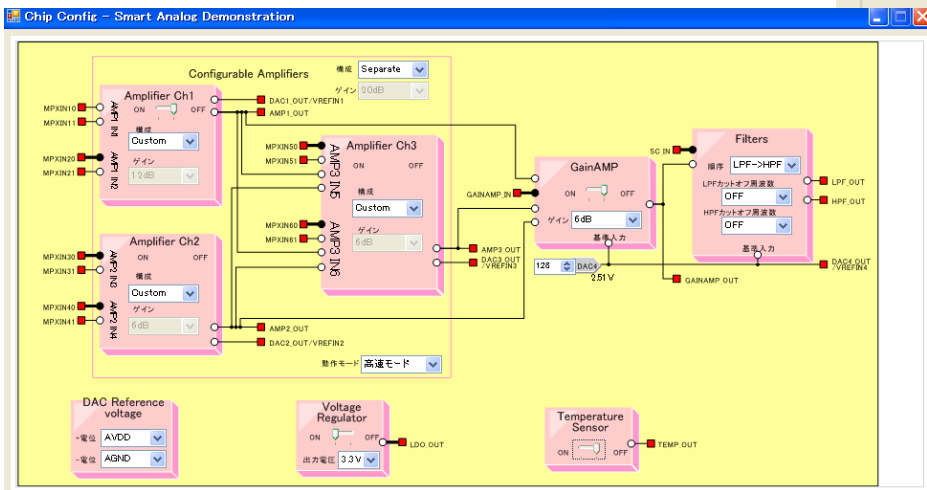 Chip Config - Smart Analog Demonstration
Configurable Amplifiers
構成 Separate
ゲイン 20dB
Amplifier Ch1
ON OFF
MPXIN10
MPXIN11
AMP1 IN1
構成
Custom
MPXIN20
MPXIN21
AMP1 IN2
ゲイン
12dB
DAC1_OUT/VREFIN1
AMP1_OUT
MPXIN50
MPXIN51
AMP3 IN5
Amplifier Ch3
ON OFF
構成
Custom
MPXIN60
MPXIN61
AMP3 IN6
ゲイン
6dB
AMP3 OUT
DAC3_OUT
/VREFIN3
Amplifier Ch2
ON OFF
MPXIN30
MPXIN31
AMP2 IN3
構成
Custom
MPXIN40
MPXIN41
AMP2 IN4
ゲイン
6dB
AMP2_OUT
DAC2_OUT/VREFIN2
動作モード 高速モード
GainAMP
ON OFF
GAINAMP_IN
ゲイン 6dB
基準入力
128 DAC4
2.51 V
GAINAMP OUT
Filters
SC_IN
順序 LPF->HPF
LPFカットオフ周波数
OFF
HPFカットオフ周波数
OFF
基準入力
LPF_OUT
HPF_OUT
DAC4_OUT
/VREFIN4
DAC Reference
voltage
-電位 AVDD
-電位 AGND
Voltage
Regulator
ON OFF
LDO_OUT
出力電圧 3.3V
Temperature
Sensor
ON OFF
TEMP OUT